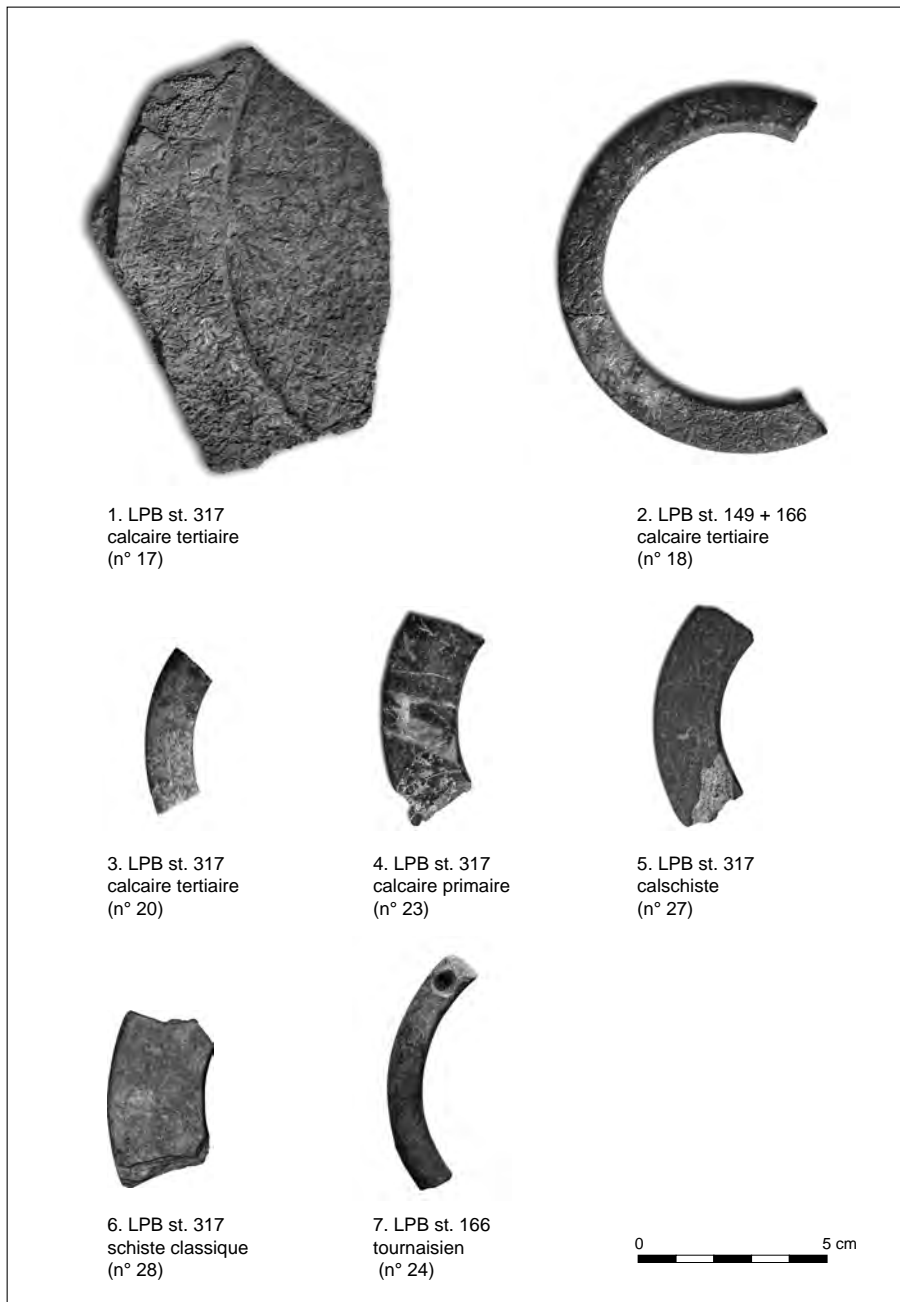 1. LPB st. 317
calcaire tertiaire
(n° 17)
2. LPB st. 149 + 166
calcaire tertiaire
(n° 18)
3. LPB st. 317
calcaire tertiaire
(n° 20)
4. LPB st. 317
calcaire primaire
(n° 23)
5. LPB st. 317
calschiste
(n° 27)
6. LPB st. 317
schiste classique
(n° 28)
7. LPB st. 166
tournaisien
(n° 24)
0 5 cm